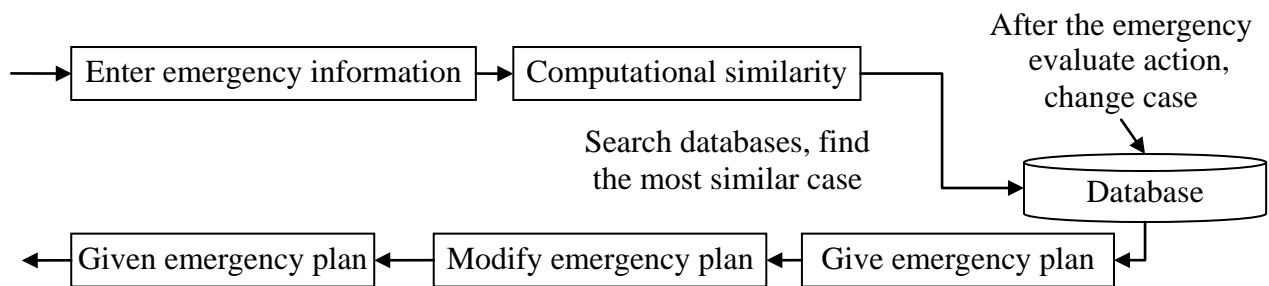 After the emergency
evaluate action,
change case
Enter emergency information
Computational similarity
Search databases, find
the most similar case
Database
Given emergency plan
Modify emergency plan
Give emergency plan